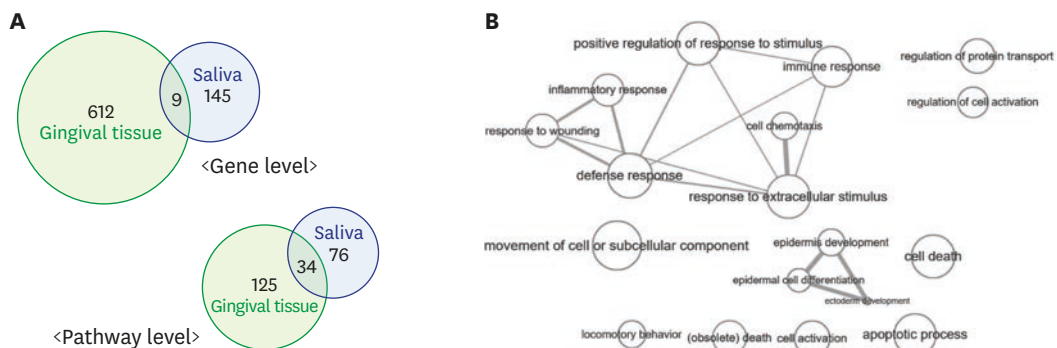 A
Saliva
145
9
612
Gingival tissue
<Gene level>
Saliva
76
34
125
Gingival tissue
<Pathway level>
B
positive regulation of response to stimulus
immune response
regulation of protein transport
inflammatory response
regulation of cell activation
cell chemotaxis
response to wounding
defense response
response to extracellular stimulus
movement of cell or subcellular component
epidermis development
cell death
epidermal cell differentiation
ectoderm development
locomotory behavior
(obsolete) death
cell activation
apoptotic process